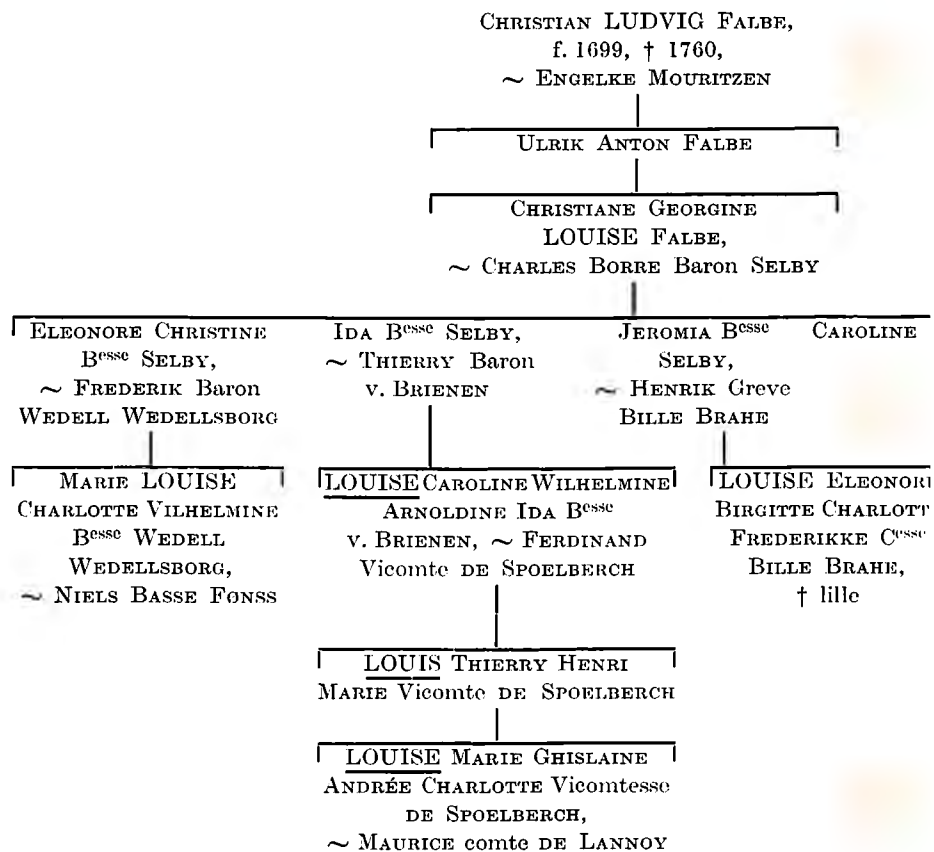 CHRISTIAN LUDVIG FALBE,
f. 1699, † 1760,
~ ENGELKE MOURITZEN
ULRIK ANTON FALBE
CHRISTIANE GEORGINE
LOUISE FALBE,
~ CHARLES BORRE Baron SELBY
ELEONORE CHRISTINE
Besse SELBY,
~ FREDERIK Baron
WEDELL WEDELLSBORG
IDA Besse SELBY,
~ THIERRY Baron
v. BRIENEN
JEROMIA Besse
SELBY,
~ HENRIK Greve
BILLE BRAHE
CAROLINE
MARIE LOUISE
CHARLOTTE VILHELMINE
Besse WEDELL
WEDELLSBORG,
~ NIELS BASSE FONSS
LOUISE CAROLINE WILHELMINE
ARNOLDINE IDA Besse
v. BRIENEN, ~ FERDINAND
Vicomte DE SPOELBERCH
LOUISE ELEONOR
BIRGITTE CHARLOTT
FREDERIKKE Cesse
BILLE BRAHE,
† lille
LOUIS THIERRY HENRI
MARIE Vicomte DE SPOELBERCH
LOUISE MARIE GHISLAINE
ANDRÉE CHARLOTTE Vicomtesse
DE SPOELBERCH,
~ MAURICE comte DE LANNOY